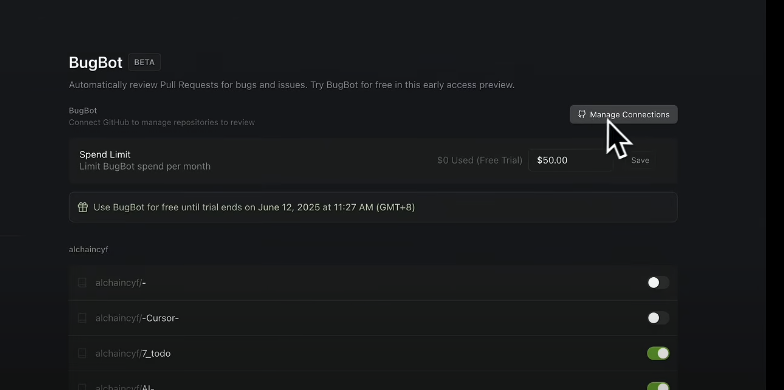 BugBot BETA
Automatically review Pull Requests for bugs and issues. Try BugBot for free in this early access preview.
BugBot
Connect GitHub to manage repositories to review
Manage Connections
Spend Limit
Limit BugBot spend per month
$0 Used (Free Trial) $50.00 Save
Use BugBot for free until trial ends on June 12, 2025 at 11:27 AM (GMT+8)
alchaincyf
alchaincyf/-
alchaincyf/-Cursor-
alchaincyf/7_todo
alchaincyf/AI-